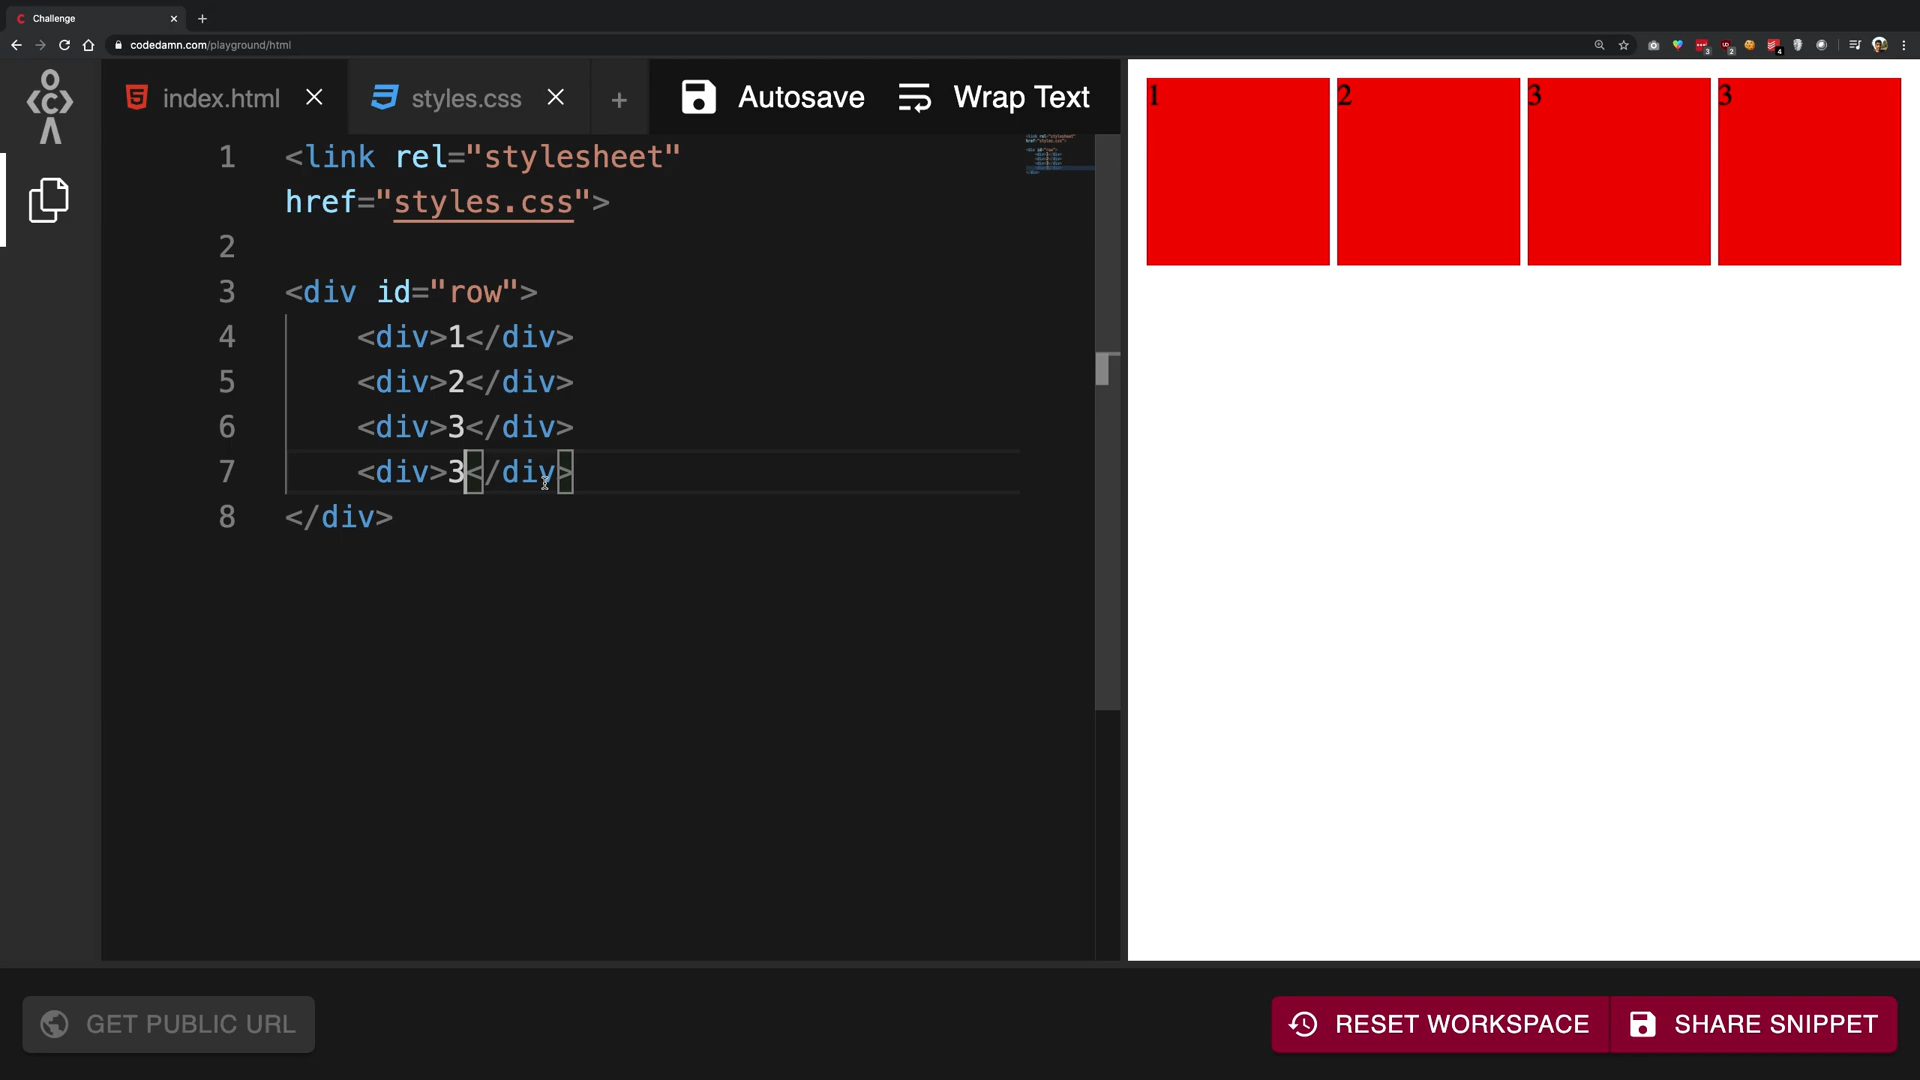 Challenge
codedamn.com/playground/html
index.html
styles.css
Autosave
Wrap Text
1 <link rel="stylesheet"
href="styles.css">
2
3 <div id="row">
4 <div>1</div>
5 <div>2</div>
6 <div>3</div>
7 <div>3</div>
8 </div>
1
2
3
3
GET PUBLIC URL
RESET WORKSPACE
SHARE SNIPPET